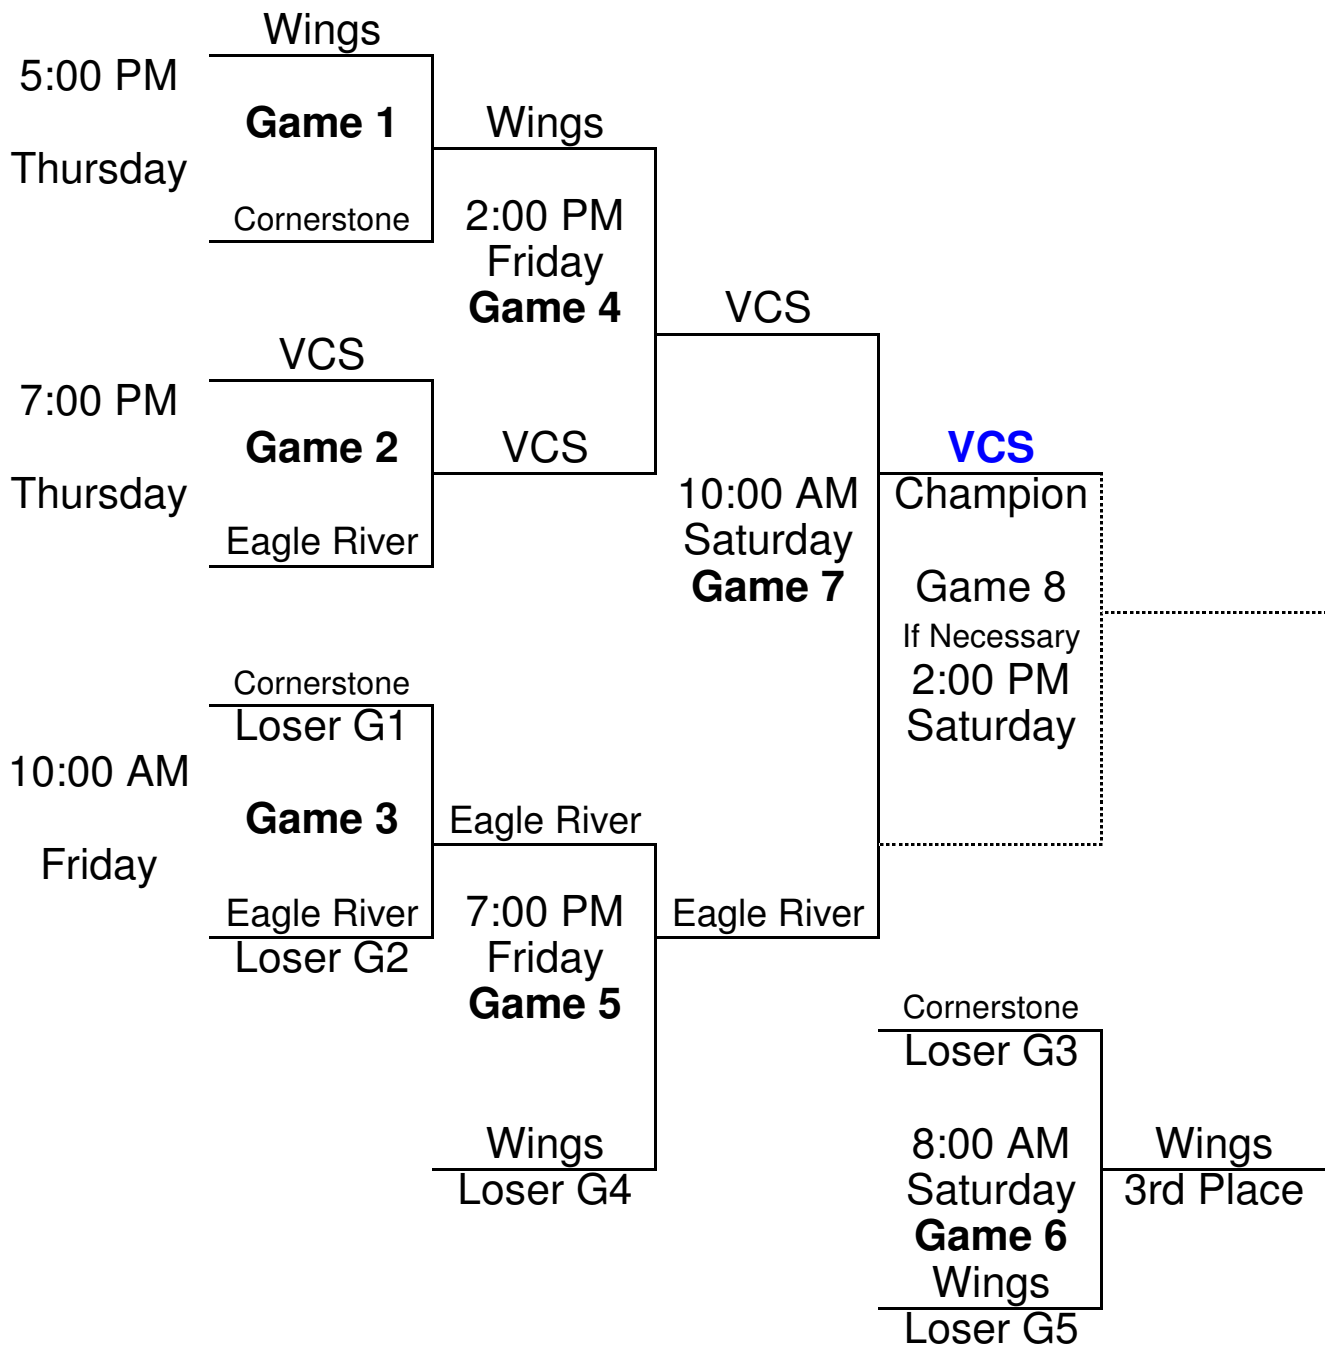 Wings
5:00 PM
Game 1
Thursday
Cornerstone
Wings
2:00 PM
Friday
Game 4
VCS
7:00 PM
Game 2
Thursday
Eagle River
VCS
VCS
10:00 AM
Saturday
Game 7
VCS
Champion
Game 8
If Necessary
2:00 PM
Saturday
Cornerstone
Loser G1
10:00 AM
Game 3
Friday
Eagle River
Loser G2
Eagle River
7:00 PM
Friday
Game 5
Wings
Loser G4
Eagle River
Cornerstone
Loser G3
8:00 AM
Saturday
Game 6
Wings
Loser G5
Wings
3rd Place